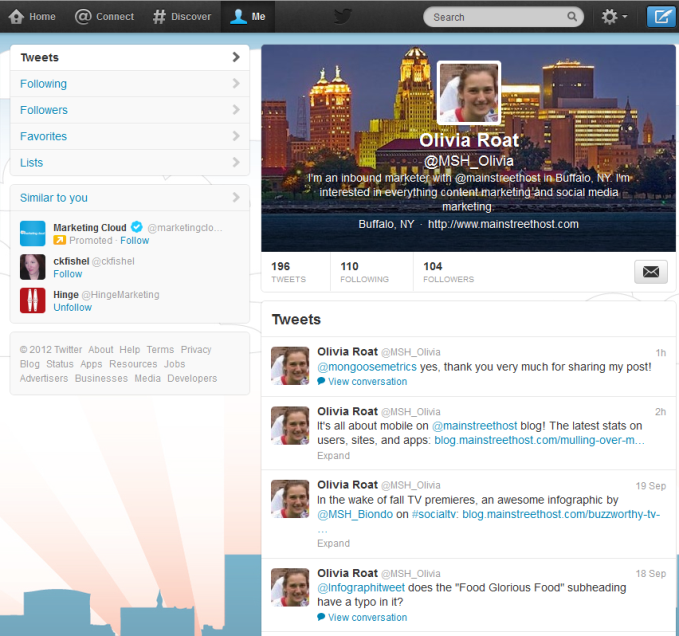 Home Connect Discover Me Search
Tweets
Following
Followers
Favorites
Lists
Similar to you
Marketing Cloud @marketingclo...
Promoted · Follow
ckfishel @ckfishel
Follow
Hinge @HingeMarketing
Unfollow
© 2012 Twitter About Help Terms Privacy
Blog Status Apps Resources Jobs
Advertisers Businesses Media Developers
Olivia Roat
@MSH_Olivia
I'm an inbound marketer with @mainstreethost in Buffalo, NY. I'm
interested in everything content marketing and social media
marketing.
Buffalo, NY · http://www.mainstreethost.com
196 110 104
TWEETS FOLLOWING FOLLOWERS
Tweets
Olivia Roat @MSH_Olivia 1h
@mongoosemetrics yes, thank you very much for sharing my post!
View conversation
Olivia Roat @MSH_Olivia 2h
It's all about mobile on @mainstreethost blog! The latest stats on
users, sites, and apps: blog.mainstreethost.com/mulling-over-m...
Expand
Olivia Roat @MSH_Olivia 19 Sep
In the wake of fall TV premieres, an awesome infographic by
@MSH_Biondo on #socialtv: blog.mainstreethost.com/buzzworthy-tv-
...
Expand
Olivia Roat @MSH_Olivia 18 Sep
@infographitweet does the "Food Glorious Food" subheading
have a typo in it?
View conversation